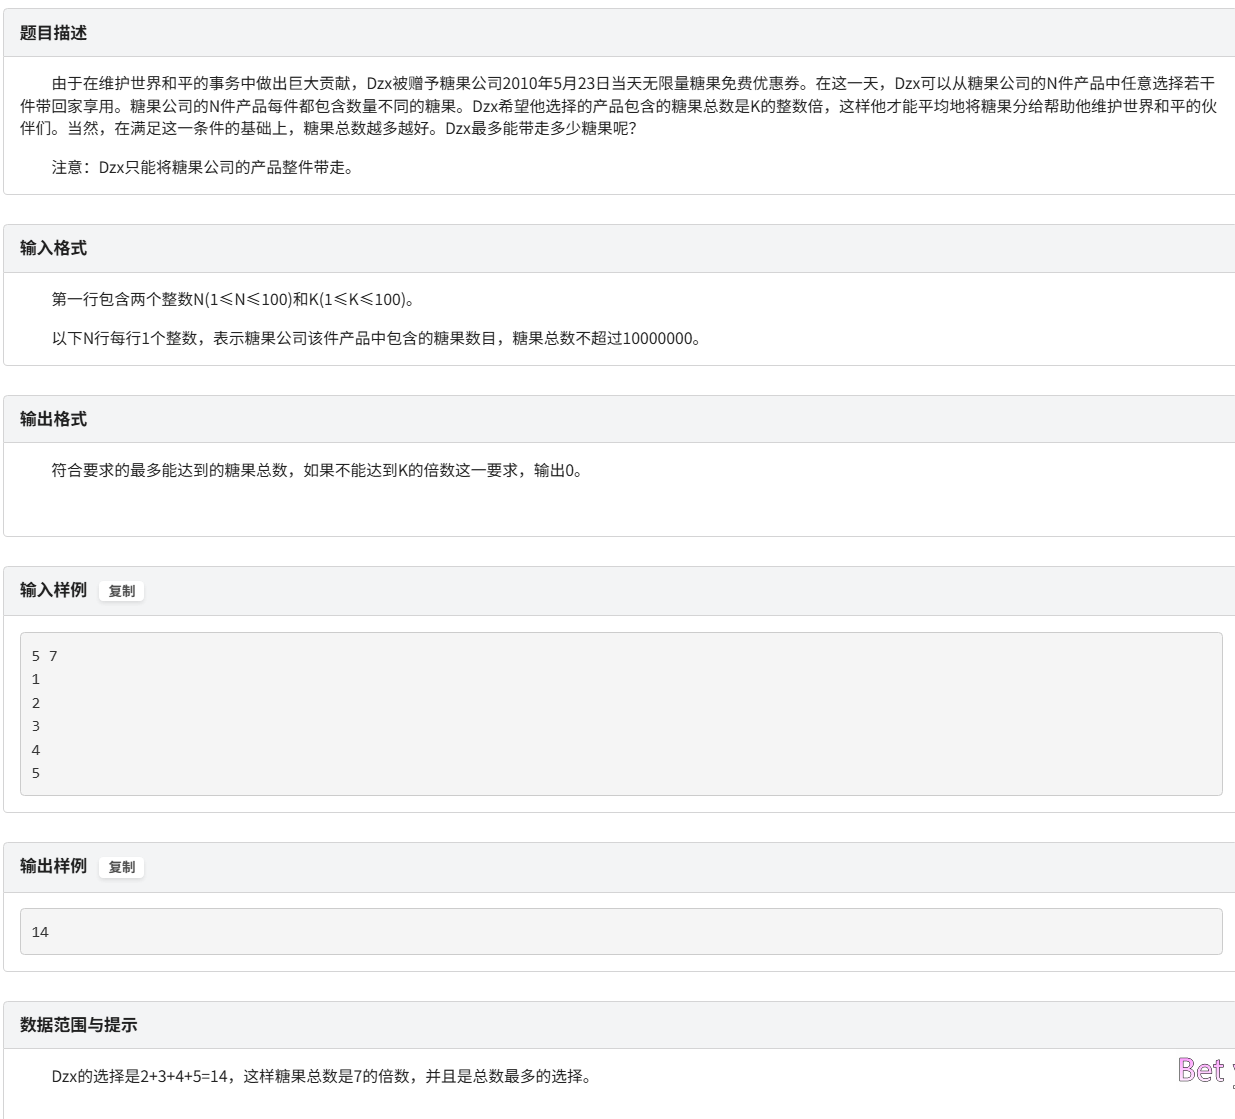 题目描述
由于在维护世界和平的事务中做出巨大贡献，Dzx被赠予糖果公司2010年5月23日当天无限量糖果免费优惠券。在这一天，Dzx可以从糖果公司的N件产品中任意选择若干
件带回家享用。糖果公司的N件产品每件都包含数量不同的糖果。Dzx希望他选择的产品包含的糖果总数是K的整数倍，这样他才能平均地将糖果分给帮助他维护世界和平的伙
伴们。当然，在满足这一条件的基础上，糖果总数越多越好。Dzx最多能带走多少糖果呢？
注意：Dzx只能将糖果公司的产品整件带走。
输入格式
第一行包含两个整数N(1≤N≤100)和K(1≤K≤100)。
以下N行每行1个整数，表示糖果公司该件产品中包含的糖果数目，糖果总数不超过10000000。
输出格式
符合要求的最多能达到的糖果总数，如果不能达到K的倍数这一要求，输出0。
输入样例 复制
5 7
1
2
3
4
5
输出样例 复制
14
数据范围与提示
Dzx的选择是2+3+4+5=14，这样糖果总数是7的倍数，并且是总数最多的选择。
Bet